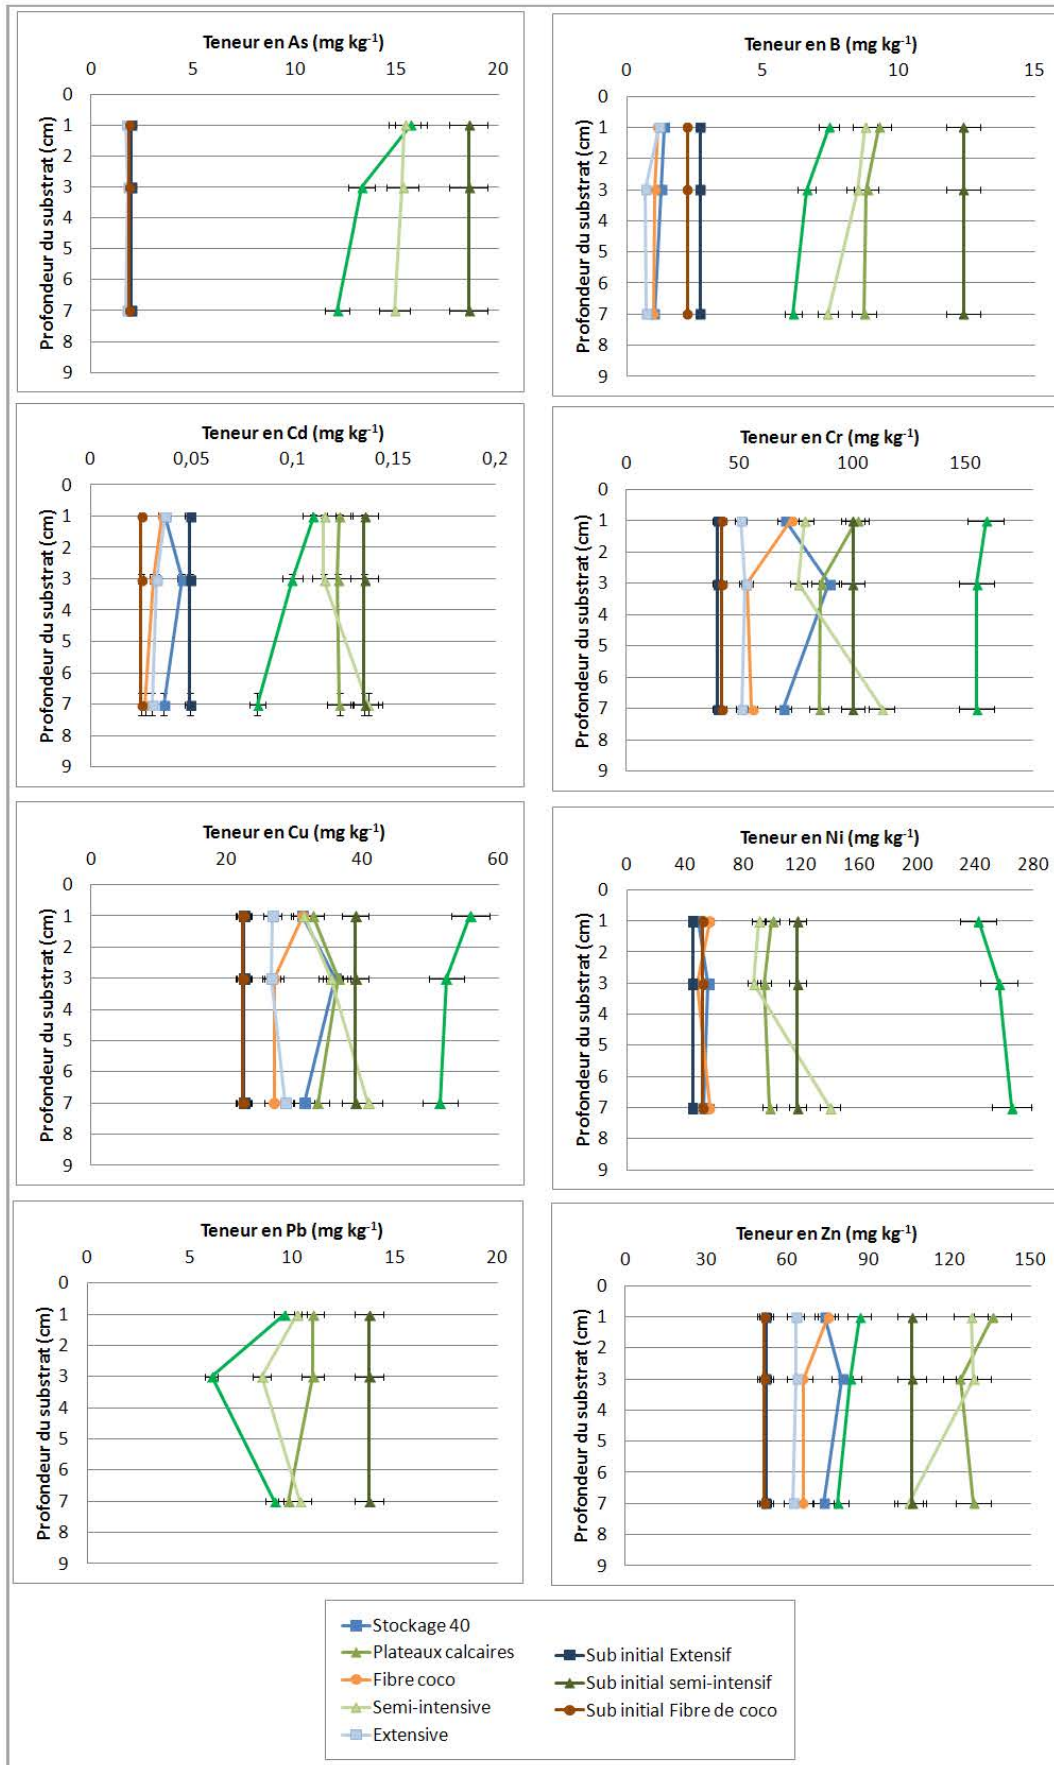 Teneur en As (mg kg⁻¹)
0 5 10 15 20
Profondeur du substrat (cm)
0
1
2
3
4
5
6
7
8
9
Teneur en B (mg kg⁻¹)
0 5 10 15
Profondeur du substrat (cm)
0
1
2
3
4
5
6
7
8
9
Teneur en Cd (mg kg⁻¹)
0 0,05 0,1 0,15 0,2
Profondeur du substrat (cm)
0
1
2
3
4
5
6
7
8
9
Teneur en Cr (mg kg⁻¹)
0 50 100 150
Profondeur du substrat (cm)
0
1
2
3
4
5
6
7
8
9
Teneur en Cu (mg kg⁻¹)
0 20 40 60
Profondeur du substrat (cm)
0
1
2
3
4
5
6
7
8
9
Teneur en Ni (mg kg⁻¹)
0 40 80 120 160 200 240 280
Profondeur du substrat (cm)
0
1
2
3
4
5
6
7
8
9
Teneur en Pb (mg kg⁻¹)
0 5 10 15 20
Profondeur du substrat (cm)
0
1
2
3
4
5
6
7
8
9
Teneur en Zn (mg kg⁻¹)
0 30 60 90 120 150
Profondeur du substrat (cm)
0
1
2
3
4
5
6
7
8
9
Stockage 40
Plateaux calcaires
Fibre coco
Semi-intensive
Extensive
Sub initial Extensif
Sub initial semi-intensif
Sub initial Fibre de coco